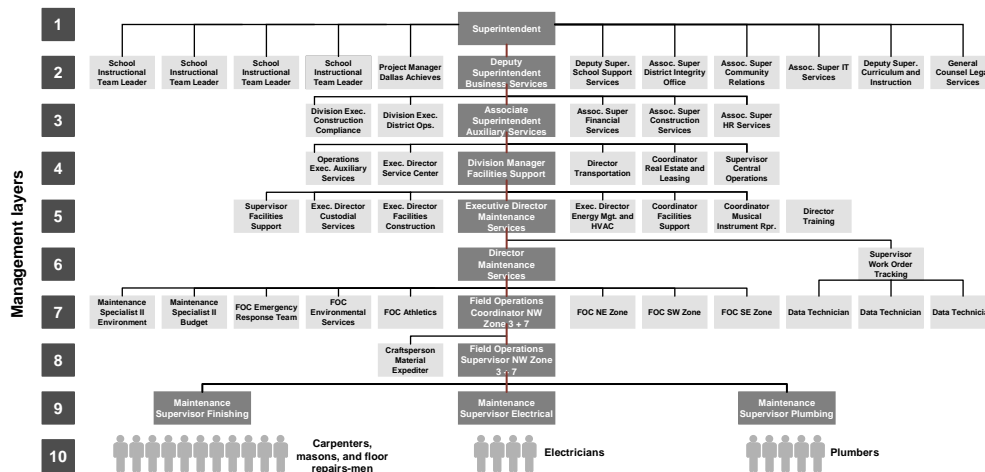 Management layers
1
Superintendent
2
School
Instructional
Team Leader
School
Instructional
Team Leader
School
Instructional
Team Leader
School
Instructional
Team Leader
Project Manager
Dallas Achieves
Deputy
Superintendent
Business Services
Deputy Super.
School Support
Services
Assoc. Super
District Integrity
Office
Assoc. Super
Community
Relations
Assoc. Super IT
Services
Deputy Super.
Curriculum and
Instruction
General
Counsel Legal
Services
3
Division Exec.
Construction
Compliance
Division Exec.
District Ops.
Associate
Superintendent
Auxiliary Services
Assoc. Super
Financial
Services
Assoc. Super
Construction
Services
Assoc. Super
HR Services
4
Operations
Exec. Auxiliary
Services
Exec. Director
Service Center
Division Manager
Facilities Support
Director
Transportation
Coordinator
Real Estate and
Leasing
Supervisor
Central
Operations
5
Supervisor
Facilities
Support
Exec. Director
Custodial
Services
Exec. Director
Facilities
Construction
Executive Director
Maintenance
Services
Exec. Director
Energy Mgt. and
HVAC
Coordinator
Facilities
Support
Coordinator
Musical
Instrument Rpr.
Director
Training
6
Director
Maintenance
Services
Supervisor
Work Order
Tracking
7
Maintenance
Specialist II
Environment
Maintenance
Specialist II
Budget
FOC Emergency
Response Team
FOC
Environmental
Services
FOC Athletics
Field Operations
Coordinator NW
Zone 3 + 7
FOC NE Zone
FOC SW Zone
FOC SE Zone
Data Technician
Data Technician
Data Technician
8
Craftsperson
Material
Expediter
Field Operations
Supervisor NW Zone
3 + 7
9
Maintenance
Supervisor Finishing
Maintenance
Supervisor Electrical
Maintenance
Supervisor Plumbing
10
Carpenters,
masons, and floor
repairs-men
Electricians
Plumbers